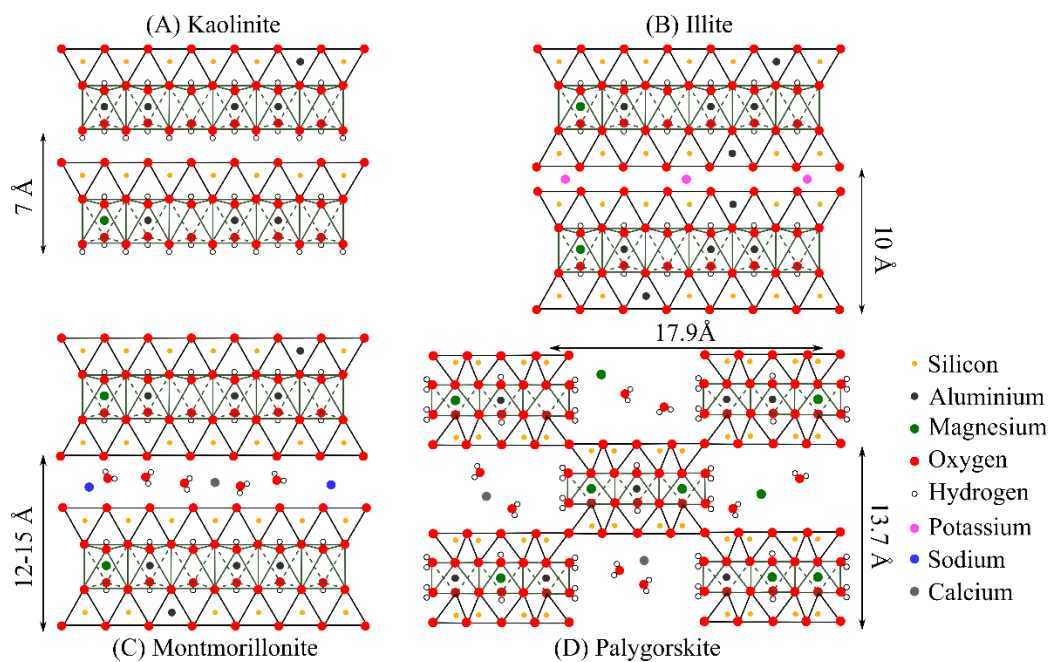 (A) Kaolinite
(B) Illite
7 Å
10 Å
17.9Å
12-15 Å
13.7 Å
Silicon
Aluminium
Magnesium
Oxygen
Hydrogen
Potassium
Sodium
Calcium
(C) Montmorillonite
(D) Palygorskite